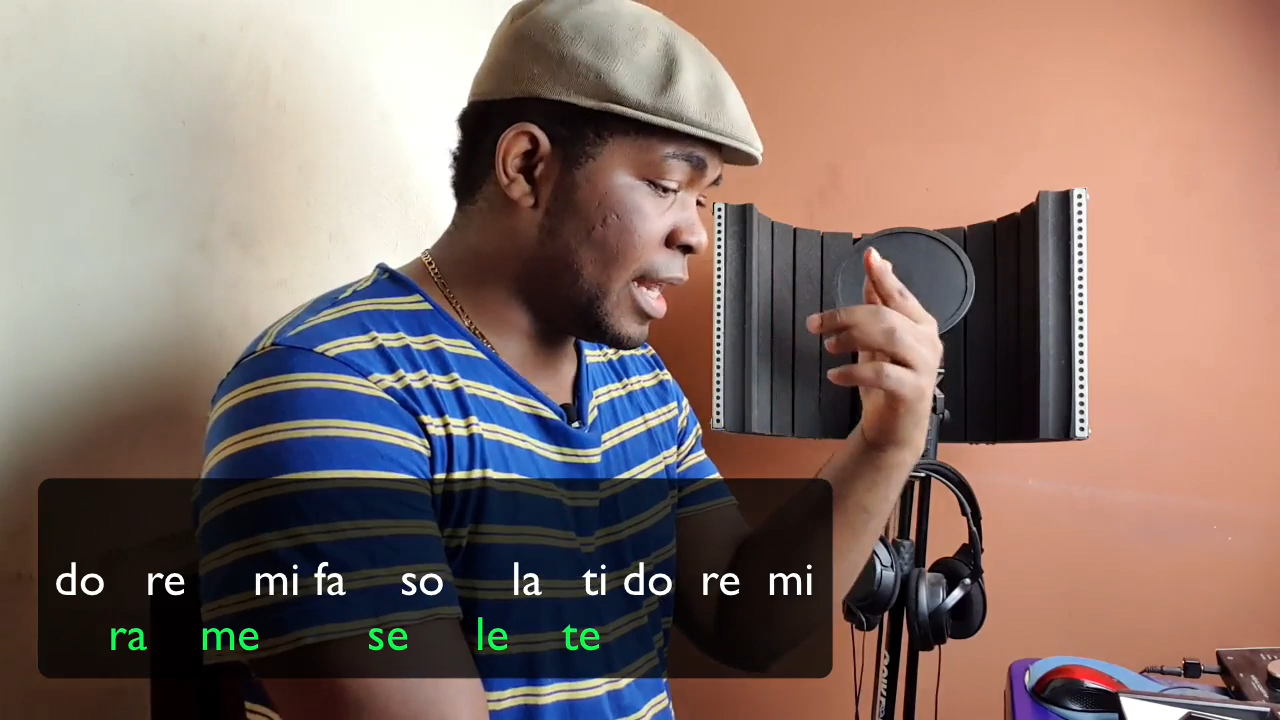 do re mi fa so la ti do re mi
ra me se le te